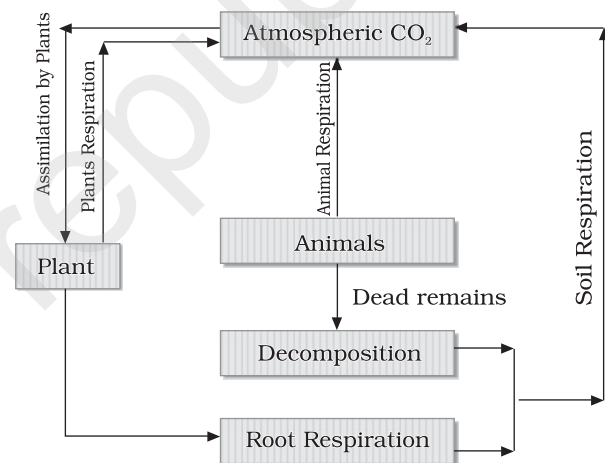 Atmospheric CO₂
Assimilation by Plants
Plants Respiration
Animal Respiration
Soil Respiration
Animals
Plant
Dead remains
Decomposition
Root Respiration